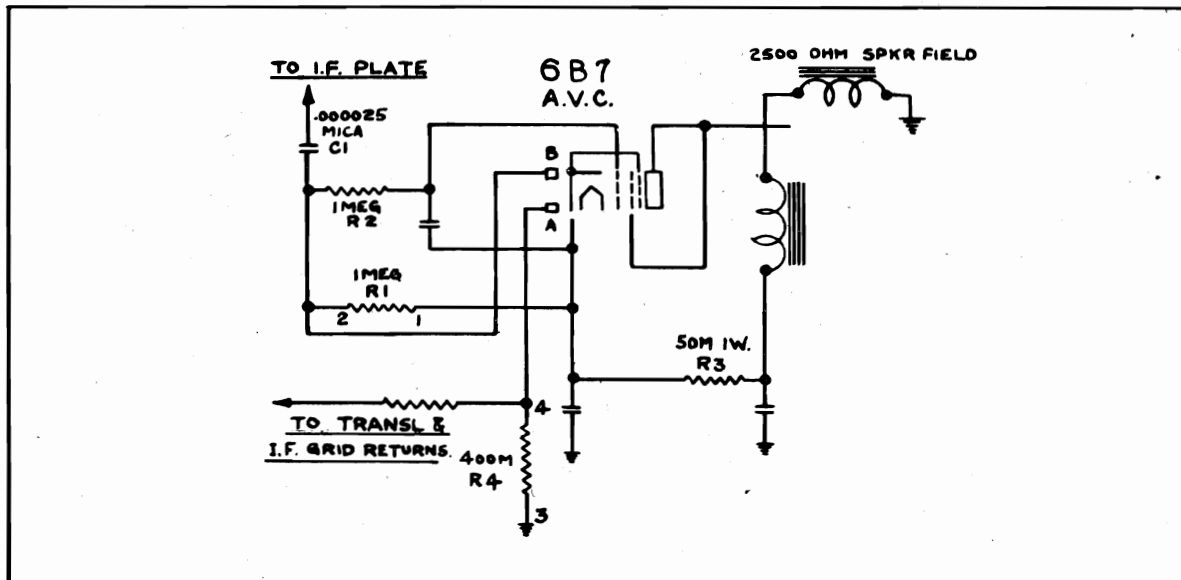 TO I.F. PLATE
6B7
A.V.C.
2500 OHM SPKR FIELD
.000025
MICA
C1
B
A
1MEG
R2
1MEG
R1
2
1
50M 1W.
R3
4
TO TRANSL &
I.F. GRID RETURNS.
400M
R4
3